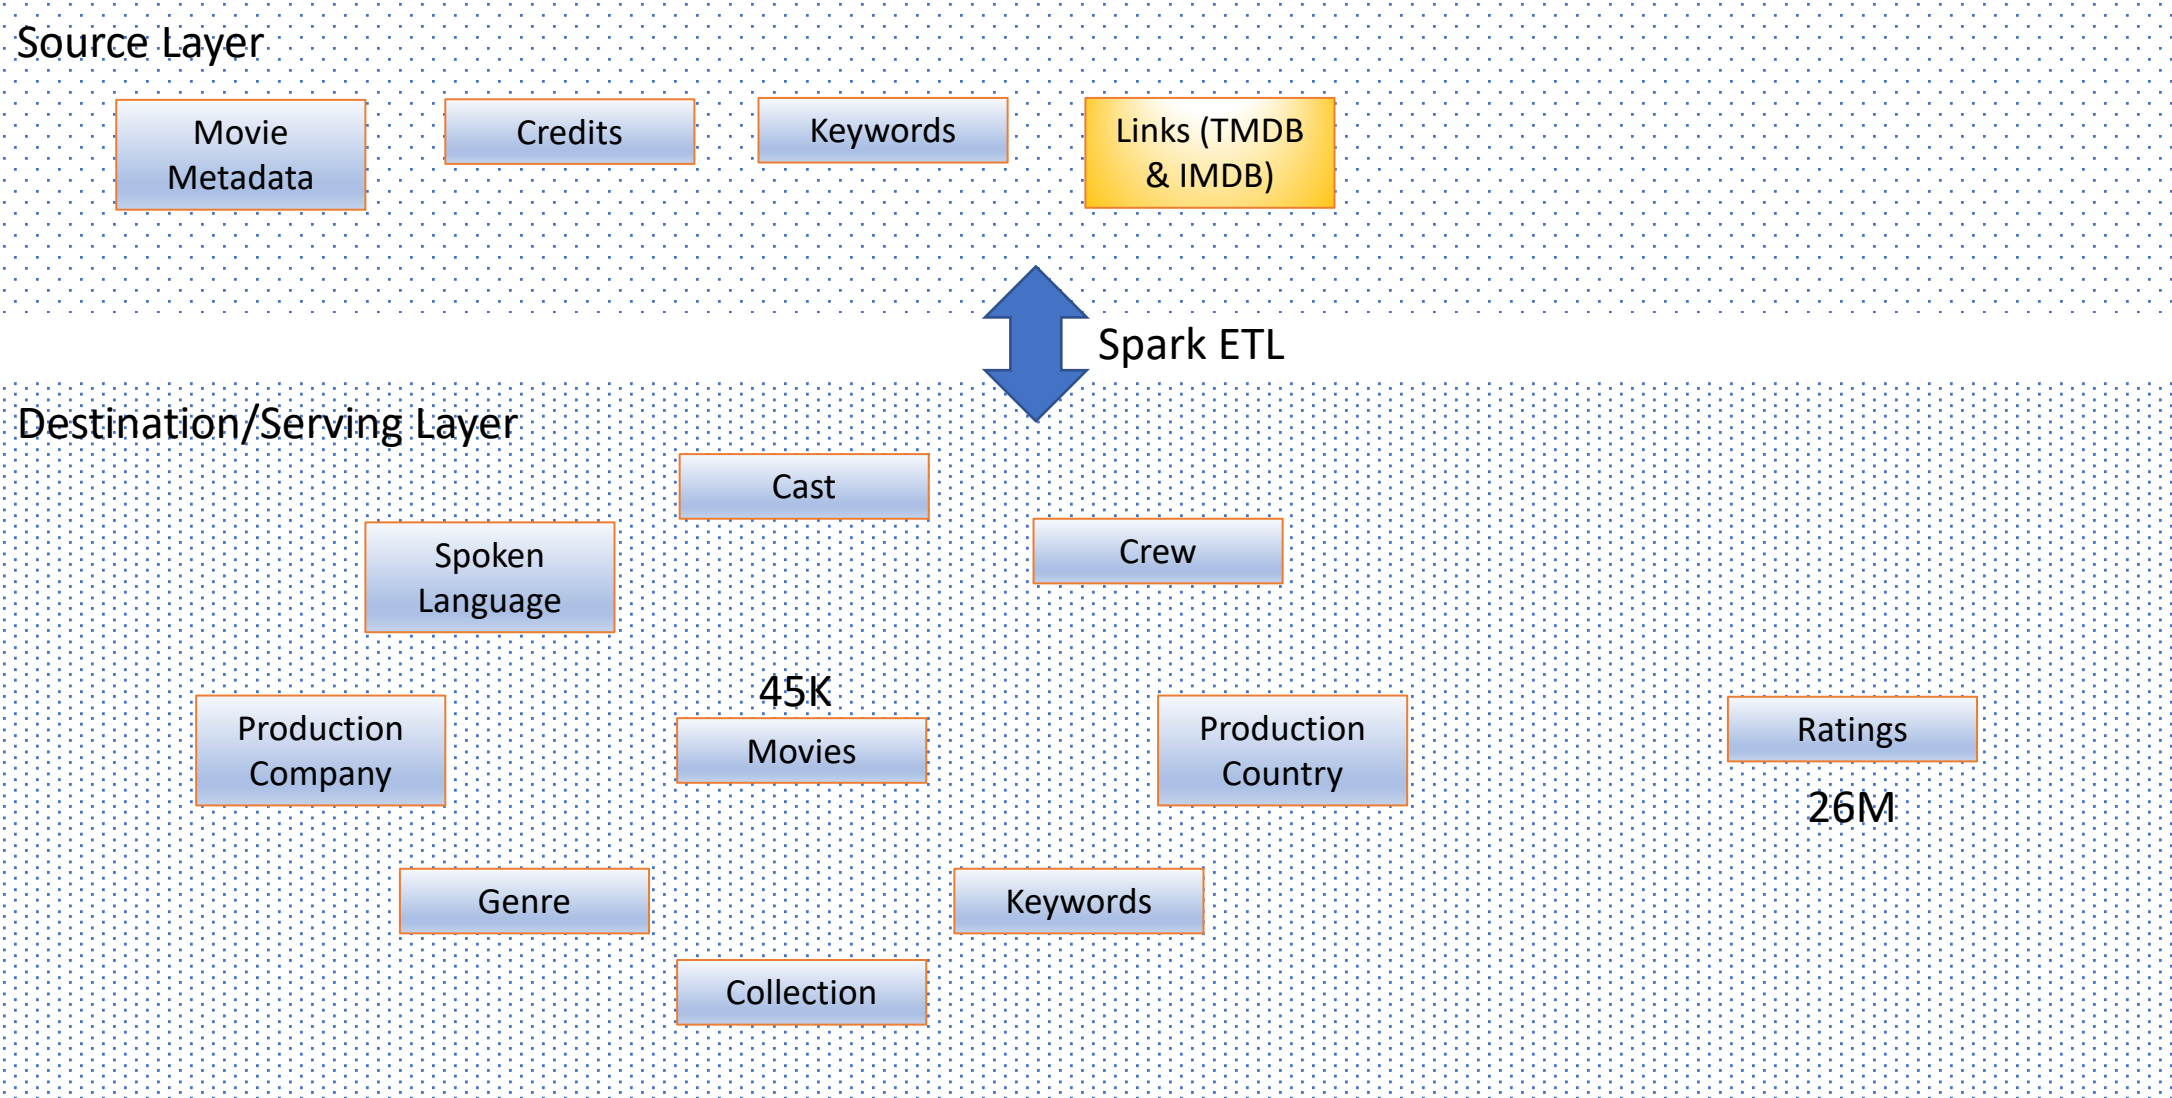 Source Layer
Movie
Metadata
Credits
Keywords
Links (TMDB
& IMDB)
Spark ETL
Destination/Serving Layer
Cast
Spoken
Language
Crew
45K
Production
Company
Movies
Production
Country
Ratings
26M
Genre
Keywords
Collection